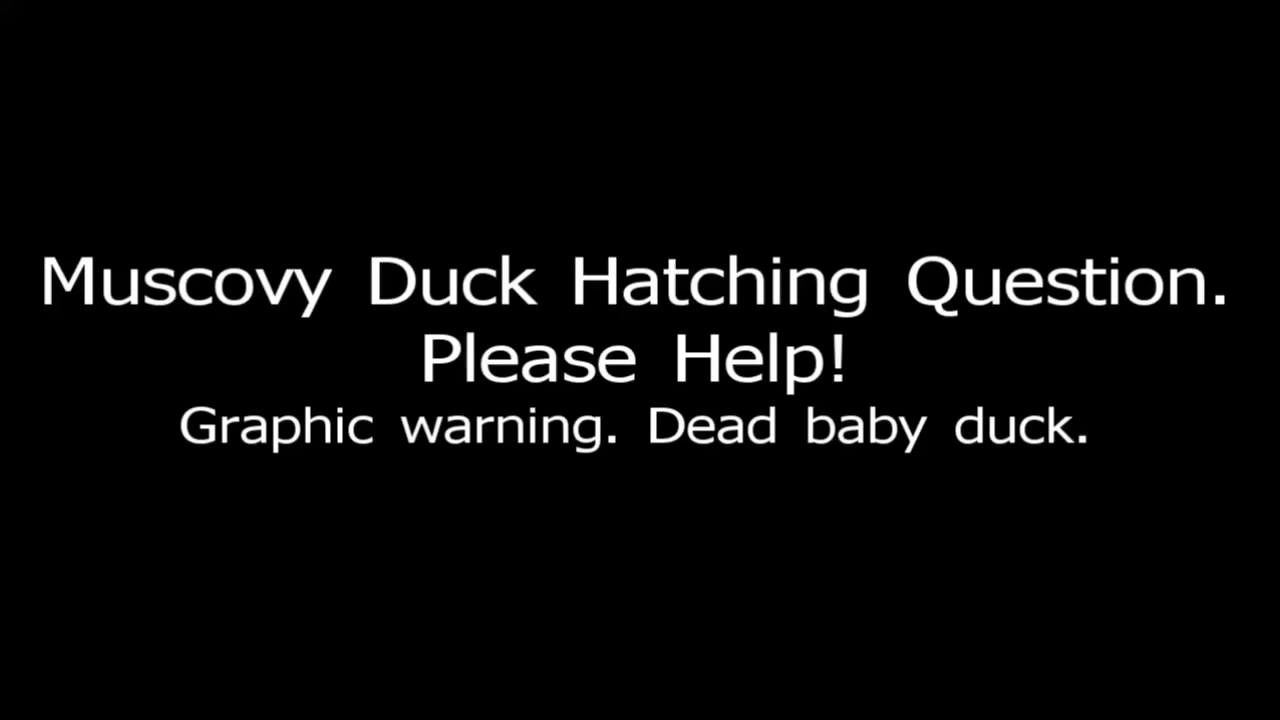 Muscovy Duck Hatching Question.
Please Help!
Graphic warning. Dead baby duck.